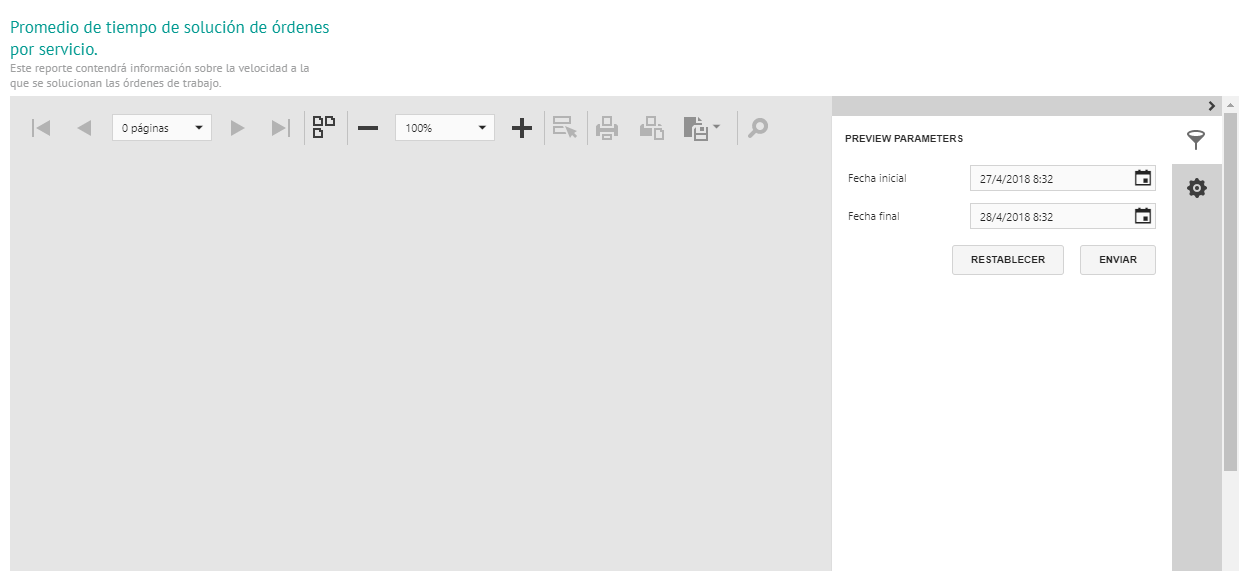 Promedio de tiempo de solución de órdenes
por servicio.
Este reporte contendrá información sobre la velocidad a la
que se solucionan las órdenes de trabajo.
0 páginas
100%
PREVIEW PARAMETERS
Fecha inicial
27/4/2018 8:32
Fecha final
28/4/2018 8:32
RESTABLECER
ENVIAR